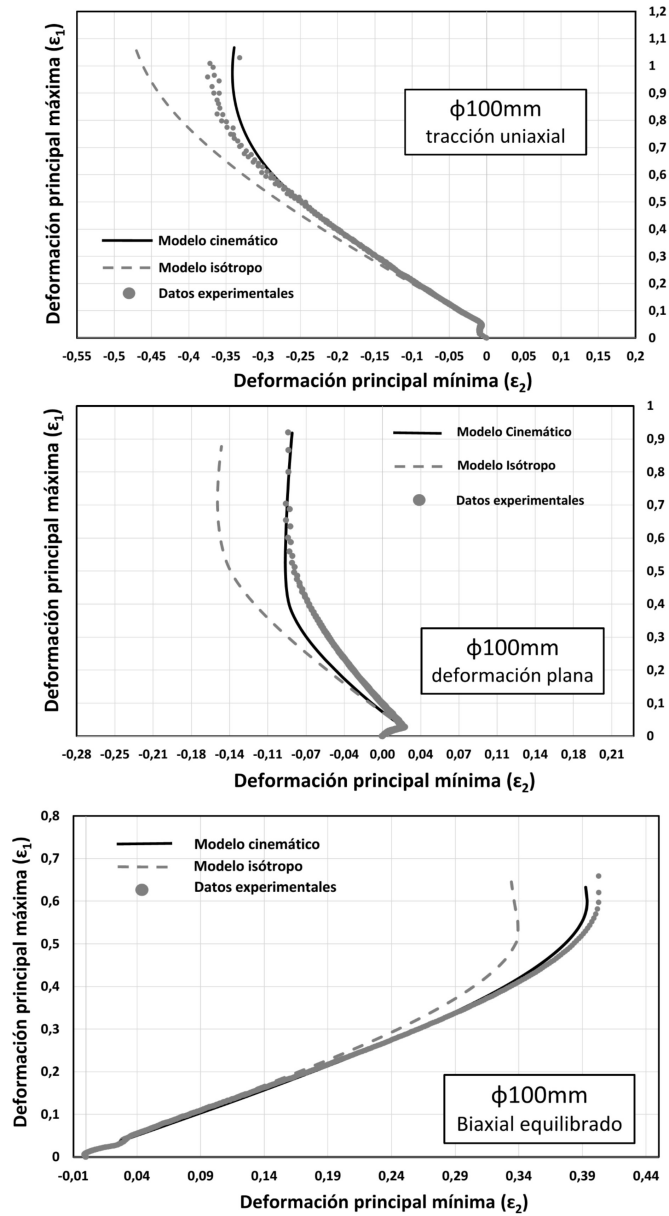 Deformación principal máxima (ε₁)
1,2
1,1
1
0,9
0,8
0,7
0,6
0,5
0,4
0,3
0,2
0,1
0
ϕ100mm
tracción uniaxial
Modelo cinemático
Modelo isótropo
Datos experimentales
-0,55 -0,5 -0,45 -0,4 -0,35 -0,3 -0,25 -0,2 -0,15 -0,1 -0,05 0 0,05 0,1 0,15 0,2
Deformación principal mínima (ε₂)
Deformación principal máxima (ε₁)
Modelo Cinemático
Modelo Isótropo
Datos experimentales
1
0,9
0,8
0,7
0,6
0,5
0,4
0,3
0,2
0,1
0
ϕ100mm
deformación plana
-0,28 -0,25 -0,21 -0,18 -0,14 -0,11 -0,07 -0,04 0,00 0,04 0,07 0,11 0,14 0,18 0,21
Deformación principal mínima (ε₂)
Deformación principal máxima (ε₁)
0,8
0,7
0,6
0,5
0,4
0,3
0,2
0,1
0
Modelo cinemático
Modelo isótropo
Datos experimentales
ϕ100mm
Biaxial equilibrado
-0,01 0,04 0,09 0,14 0,19 0,24 0,29 0,34 0,39 0,44
Deformación principal mínima (ε₂)